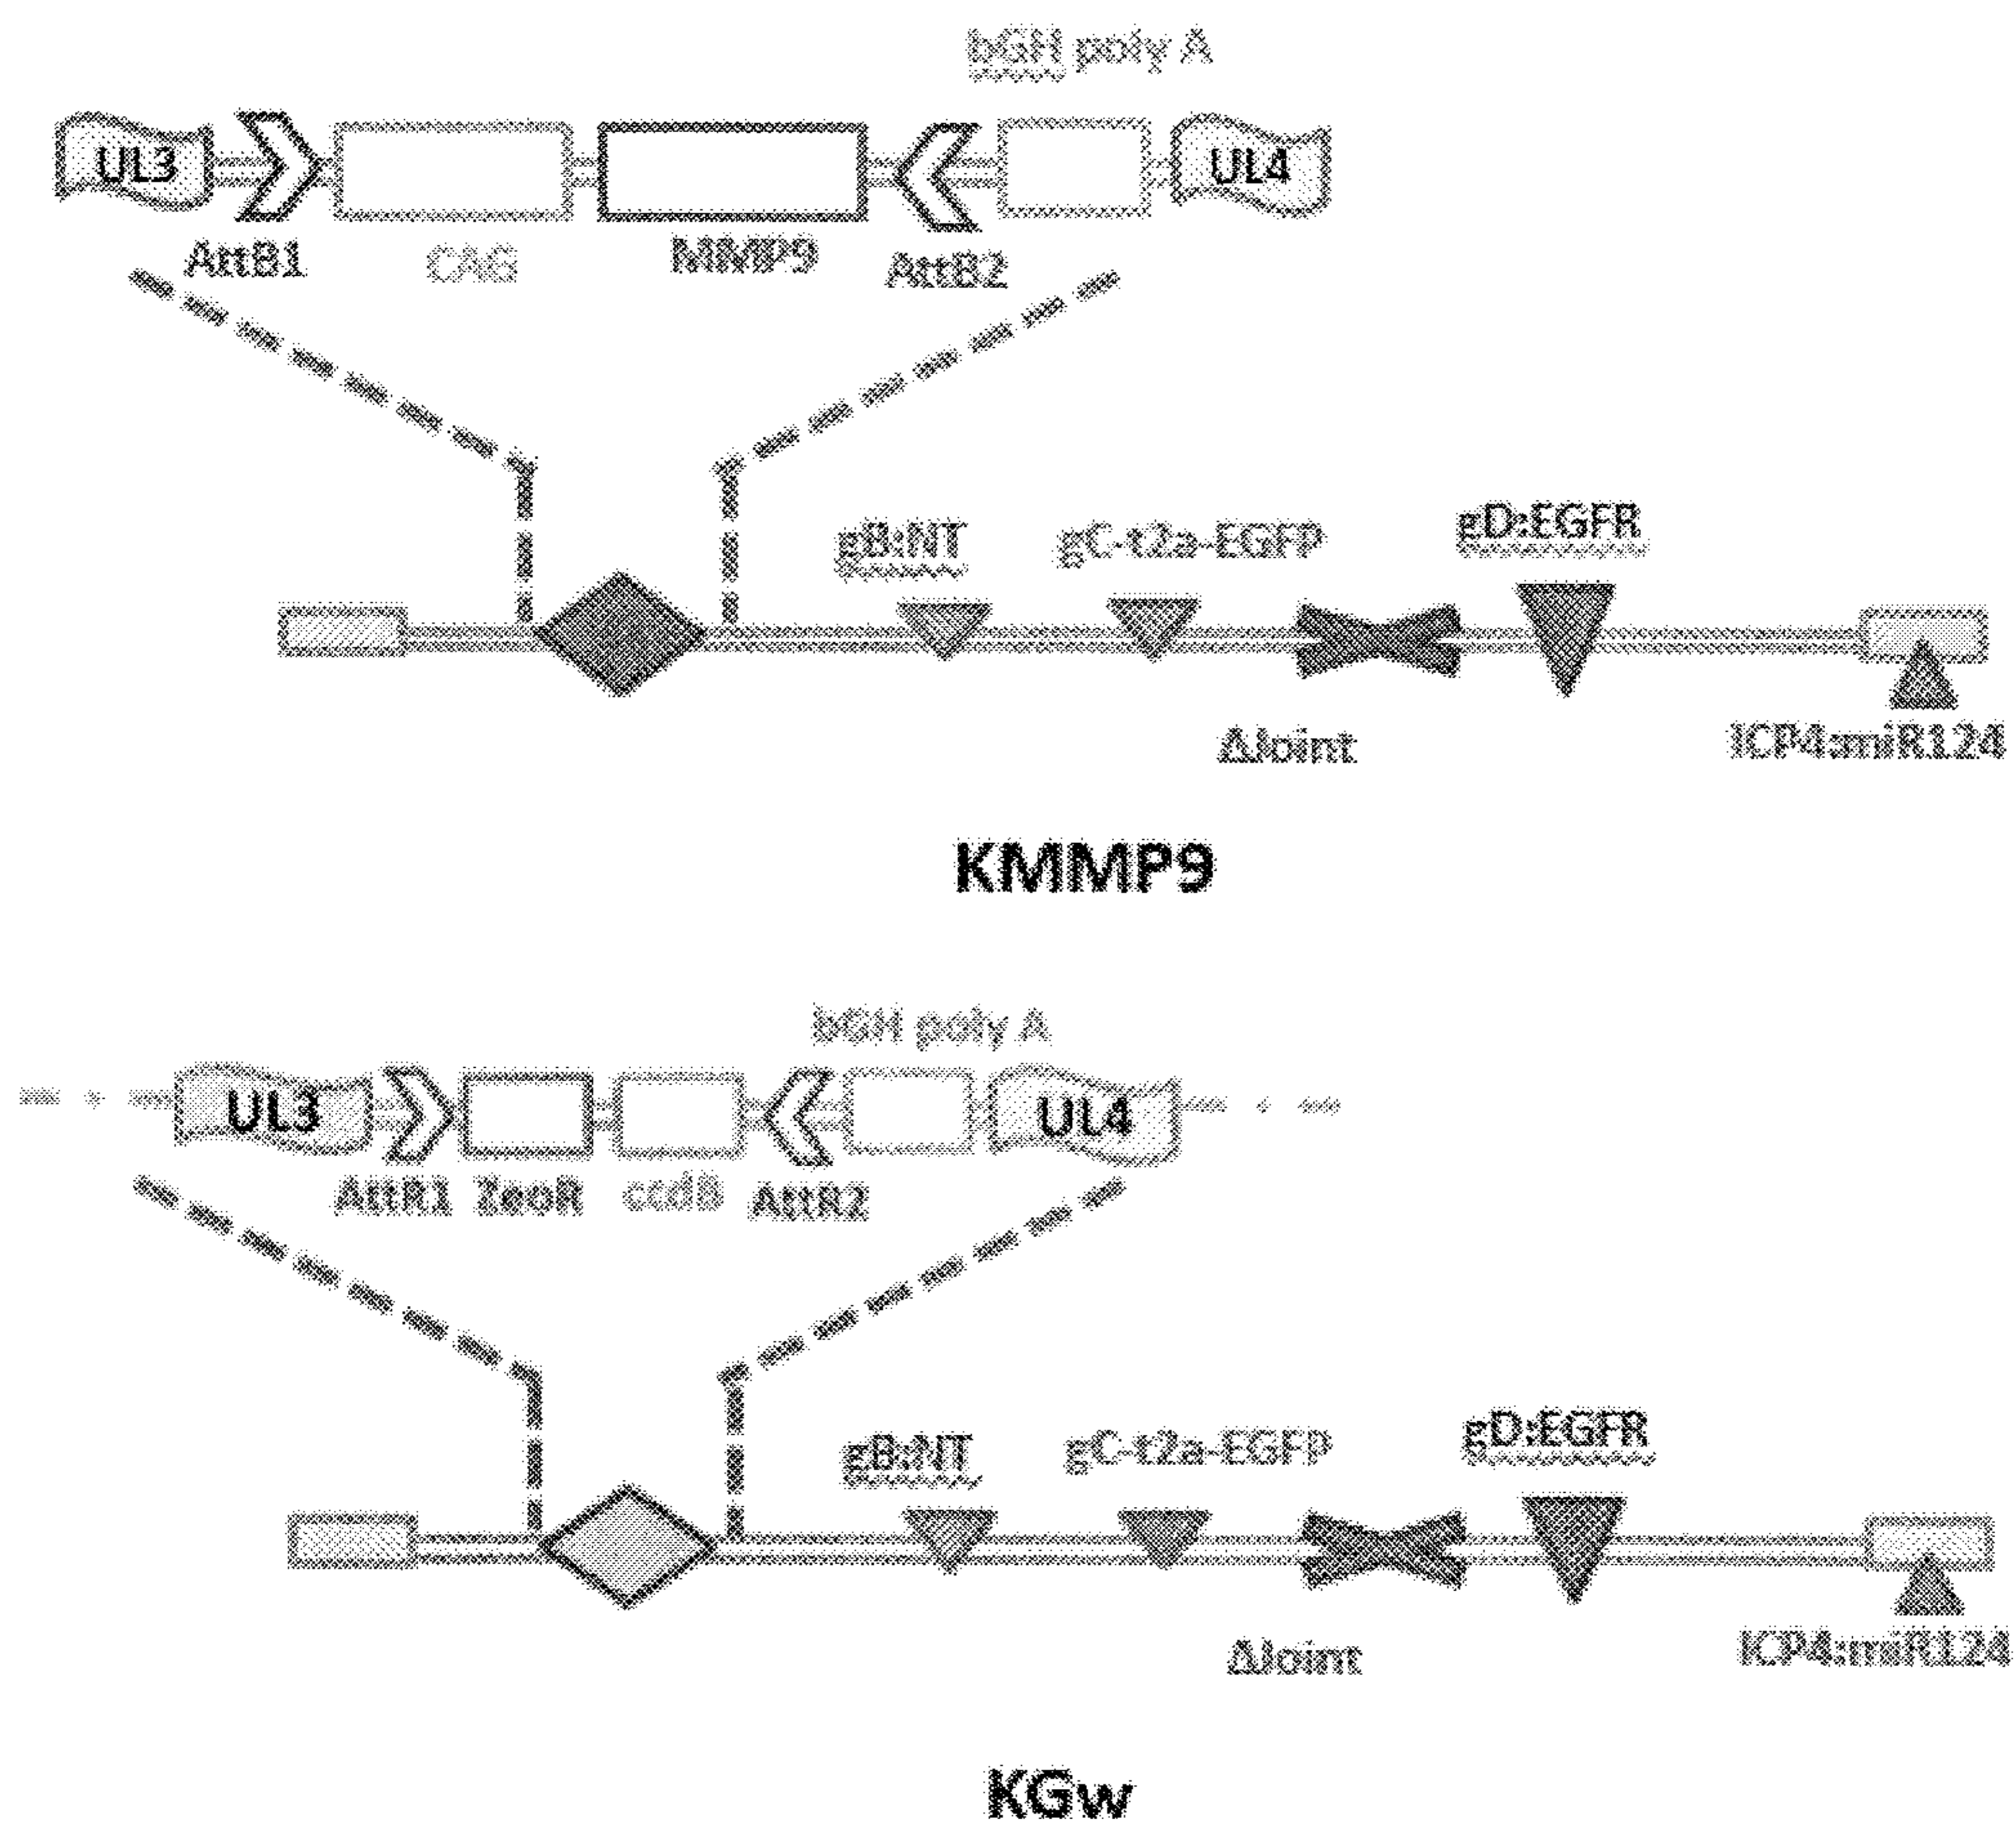 bGH poly A
UL3 UL4
AttB1 CAG MMP9 AttB2
gB:NT gC-t2a-EGFP gD:EGFR
ΔJoint ICP4:miR124
KMMP9
bGH poly A
UL3 UL4
AttR1 ZeoR ccdB AttR2
gB:NT gC-t2a-EGFP gD:EGFR
ΔJoint ICP4:miR124
KGw